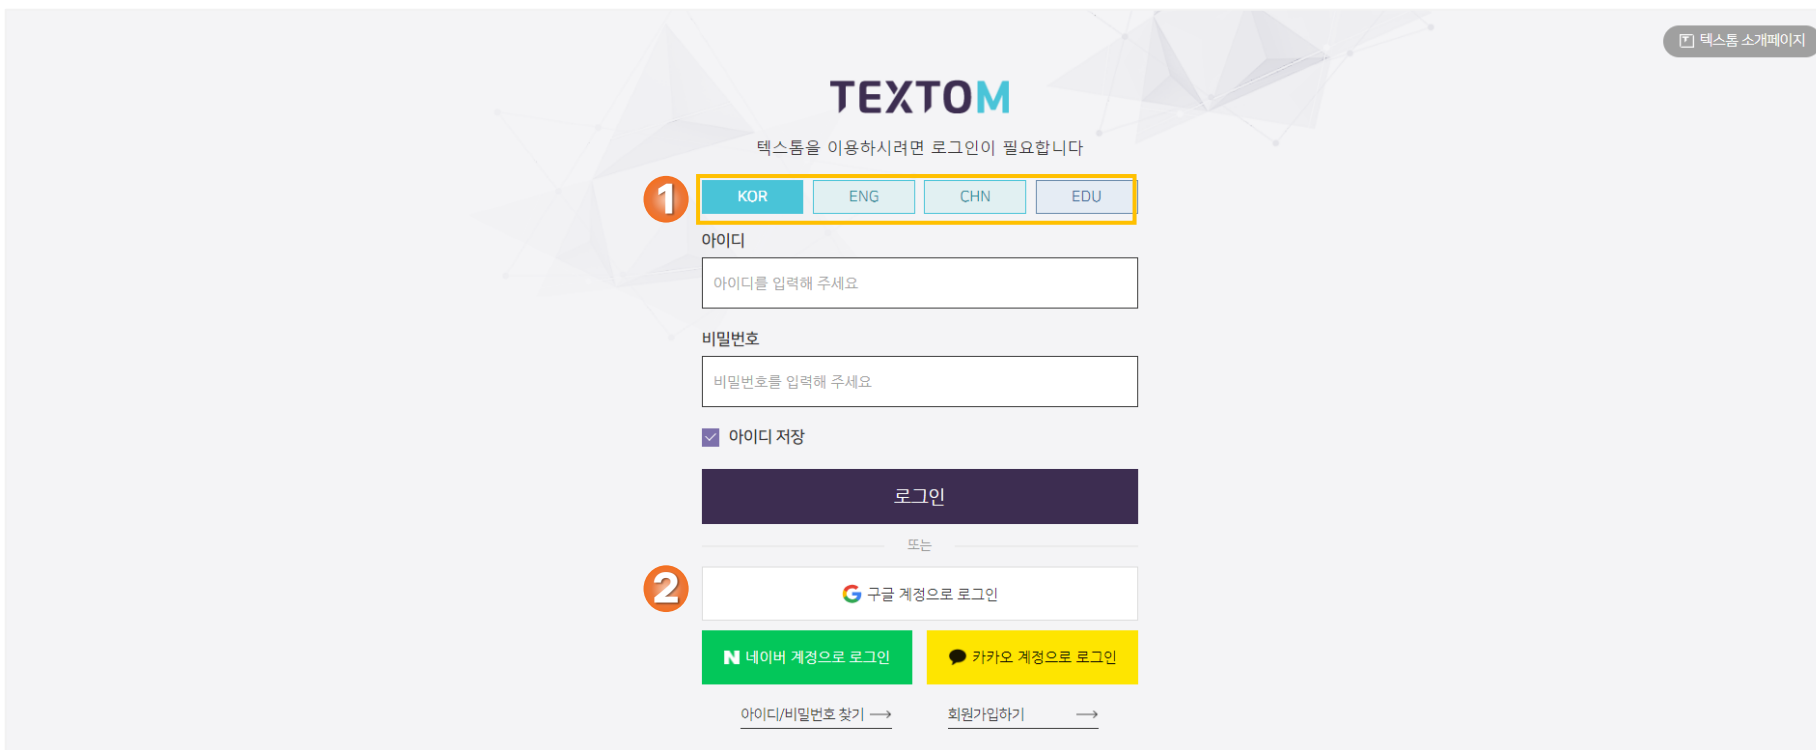 텍스톰 소개페이지
TEXTOM
텍스톰을 이용하시려면 로그인이 필요합니다
1 KOR ENG CHN EDU
아이디
아이디를 입력해 주세요
비밀번호
비밀번호를 입력해 주세요
아이디 저장
로그인
또는
2 구글 계정으로 로그인
네이버 계정으로 로그인 카카오 계정으로 로그인
아이디/비밀번호 찾기 → 회원가입하기 →